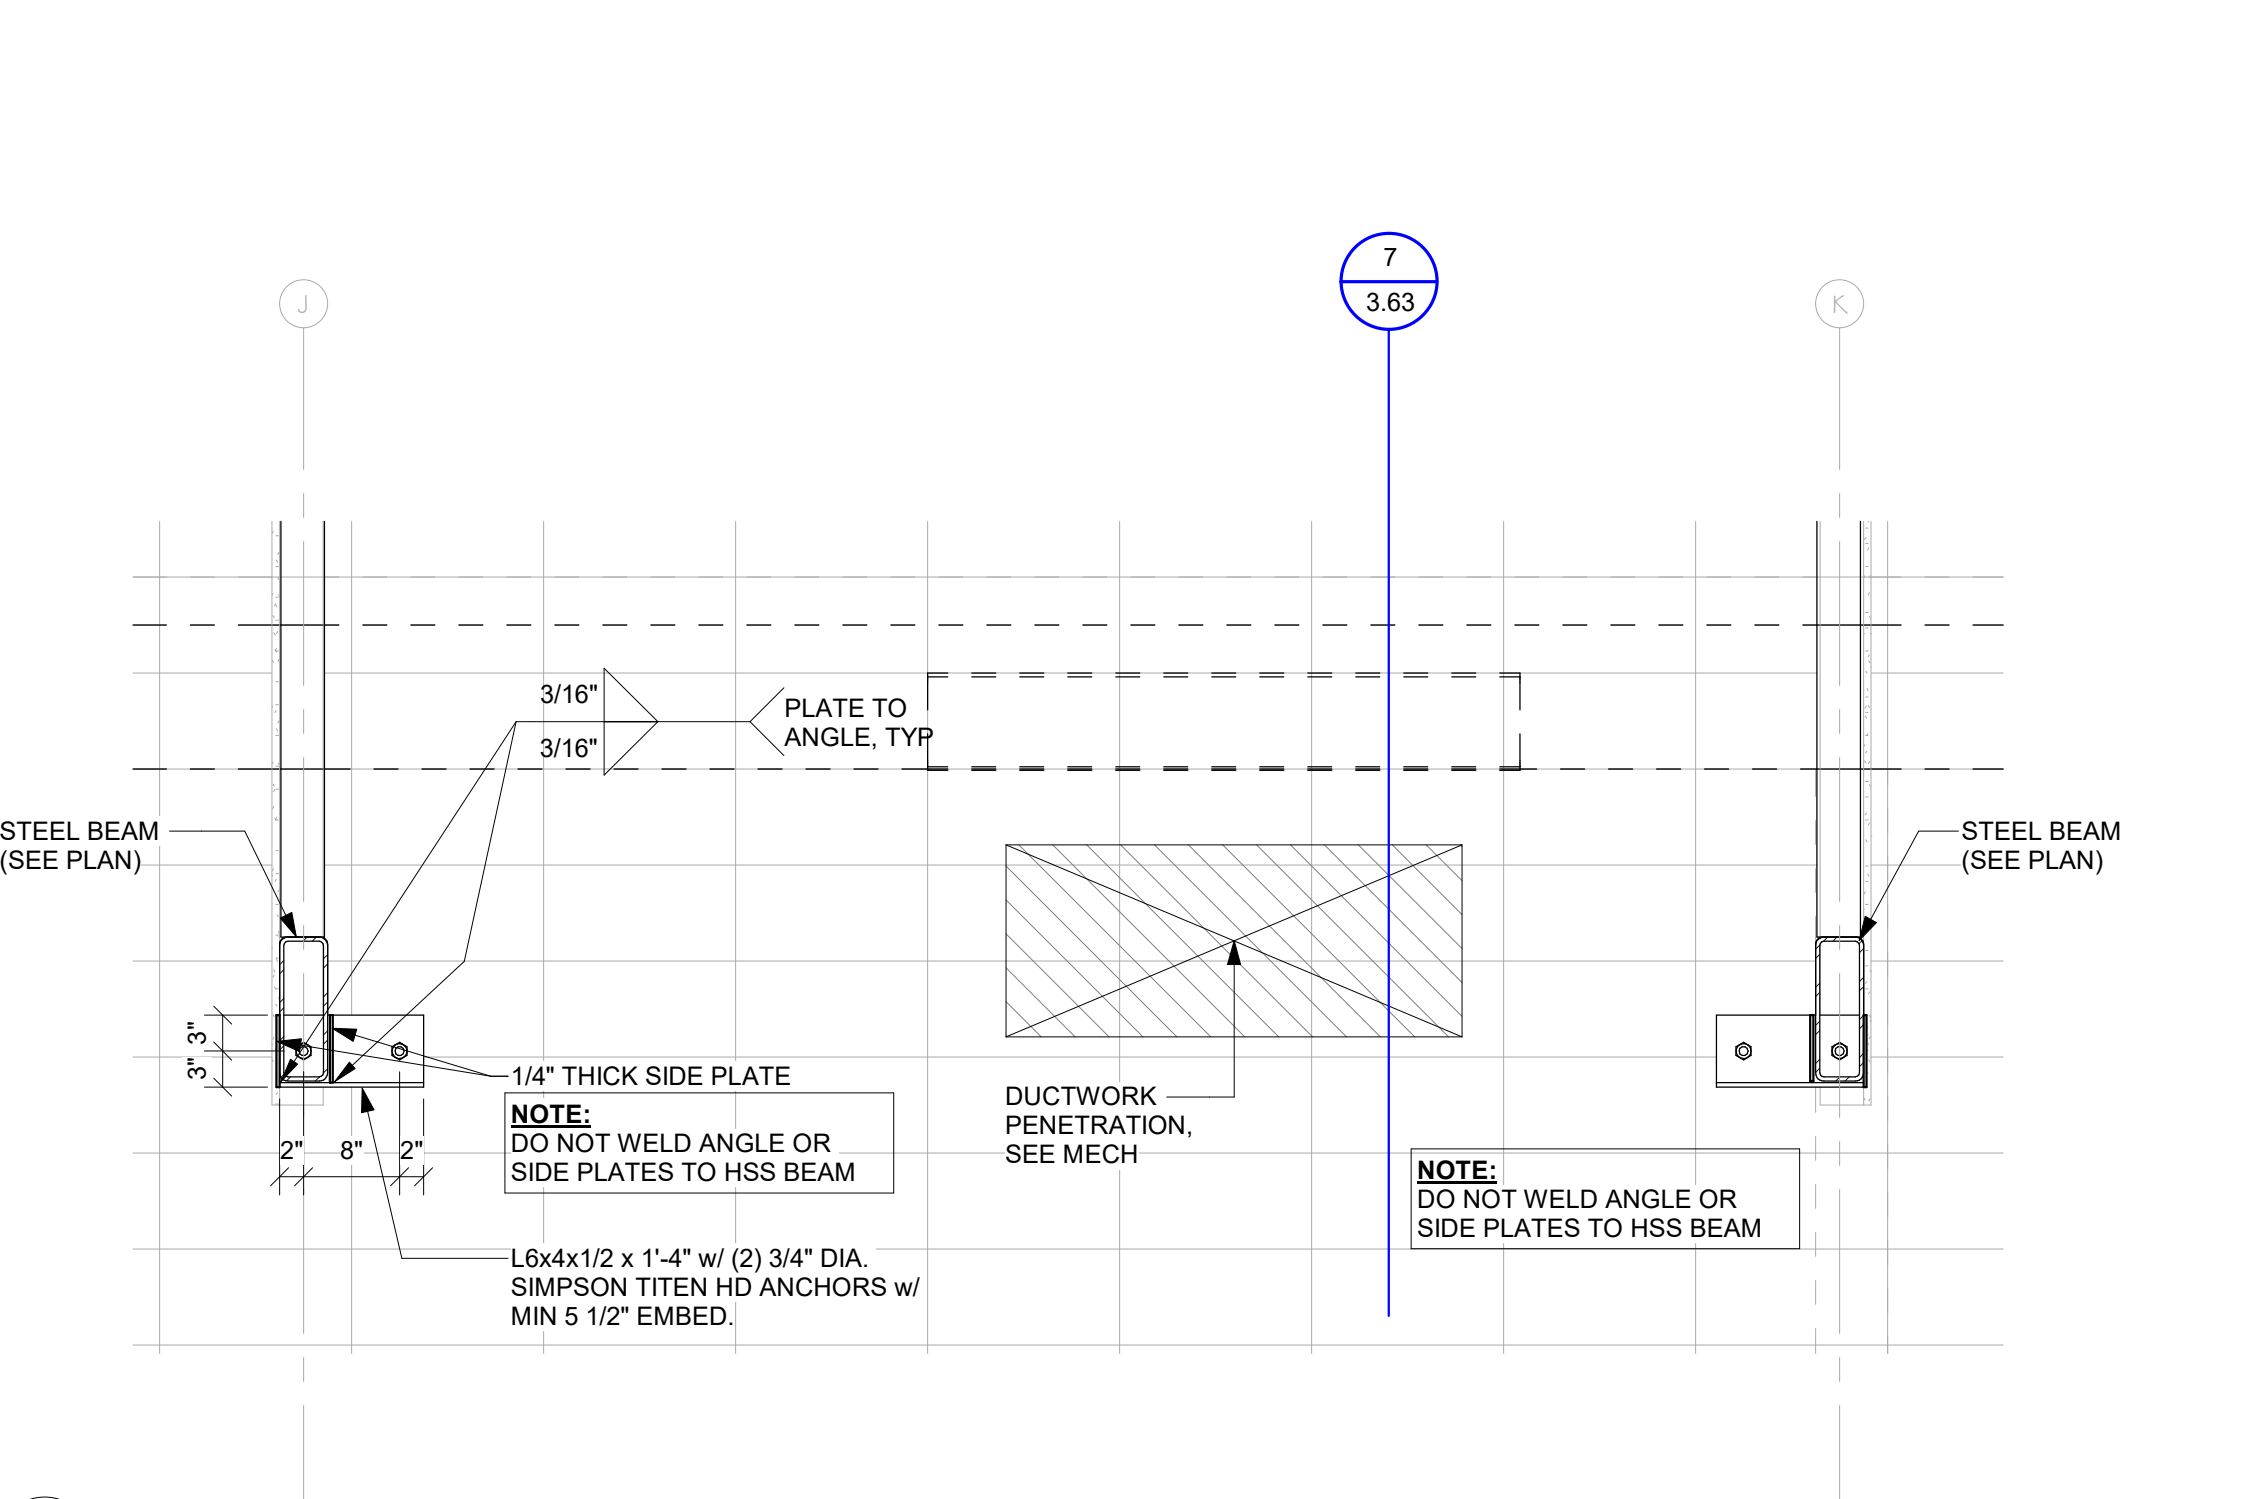 7
3.63
J
K
3/16"
3/16"
PLATE TO
ANGLE, TYP
STEEL BEAM
(SEE PLAN)
STEEL BEAM
(SEE PLAN)
3"
3"
2"
8"
2"
1/4" THICK SIDE PLATE
NOTE:
DO NOT WELD ANGLE OR
SIDE PLATES TO HSS BEAM
DUCTWORK
PENETRATION,
SEE MECH
NOTE:
DO NOT WELD ANGLE OR
SIDE PLATES TO HSS BEAM
L6x4x1/2 x 1'-4" w/ (2) 3/4" DIA.
SIMPSON TITEN HD ANCHORS w/
MIN 5 1/2" EMBED.